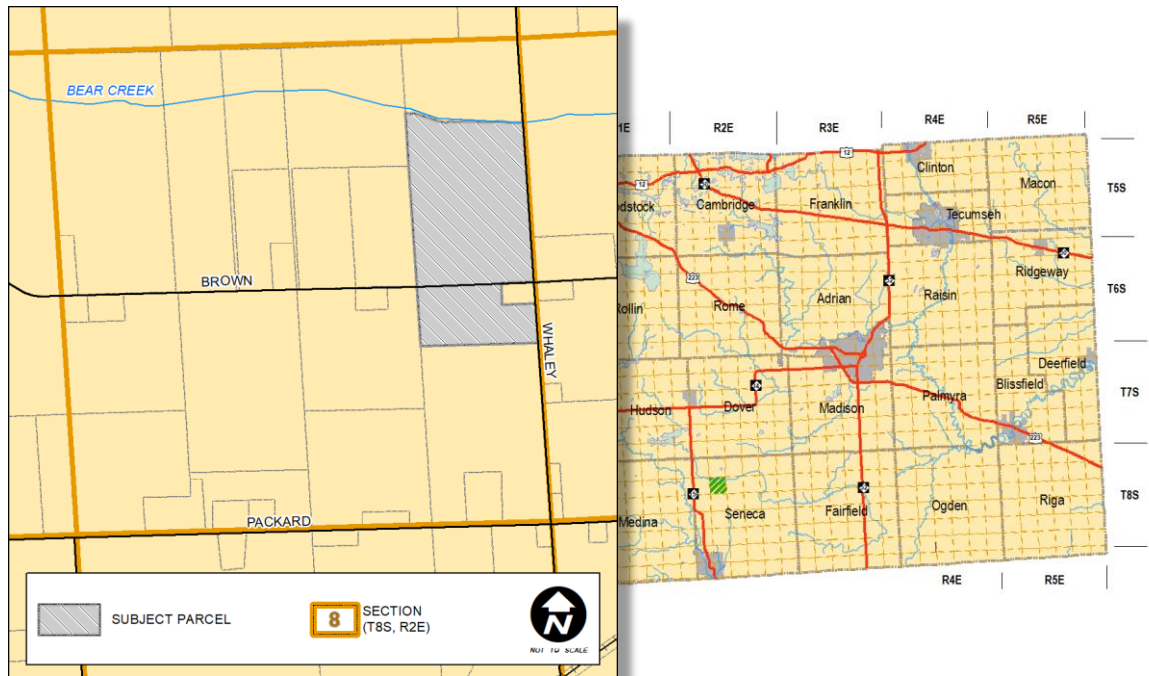 BEAR CREEK
BROWN
WHALEY
PACKARD
SUBJECT PARCEL
8
SECTION
(T8S, R2E)
N
NOT TO SCALE
1E
R2E
R3E
R4E
R5E
12
12
Clinton
Macon
T5S
odstock
Cambridge
Franklin
Tecumseh
Ridgeway
223
Rollin
Rome
Adrian
Raisin
T6S
Deerfield
Blissfield
Hudson
Dover
Madison
Palmyra
T7S
223
Medina
Seneca
Fairfield
Ogden
Riga
T8S
R4E
R5E